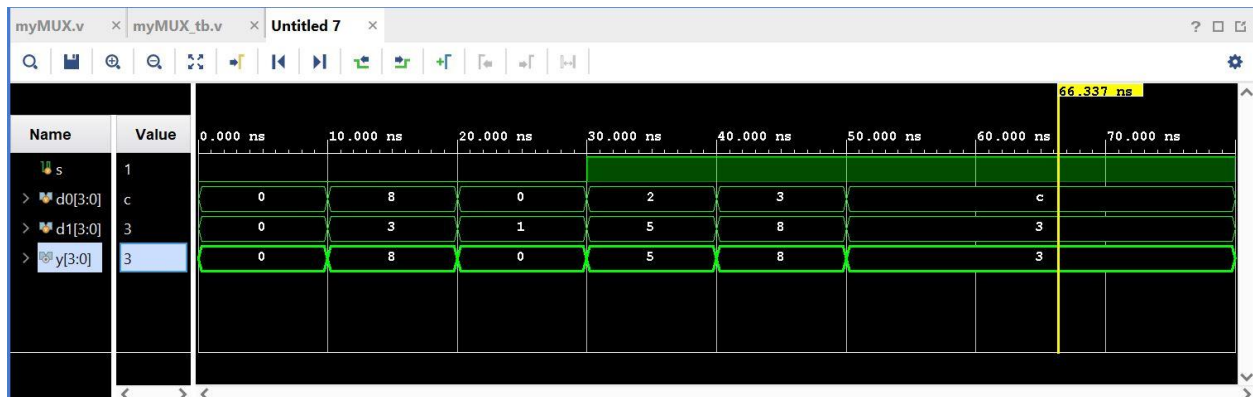 myMUX.v × myMUX_tb.v × Untitled 7 × ?
66.337 ns
Name Value 0.000 ns 10.000 ns 20.000 ns 30.000 ns 40.000 ns 50.000 ns 60.000 ns 70.000 ns
s 1
> d0[3:0] c 0 8 0 2 3 c
> d1[3:0] 3 0 3 1 5 8 3
> y[3:0] 3 0 8 0 5 8 3